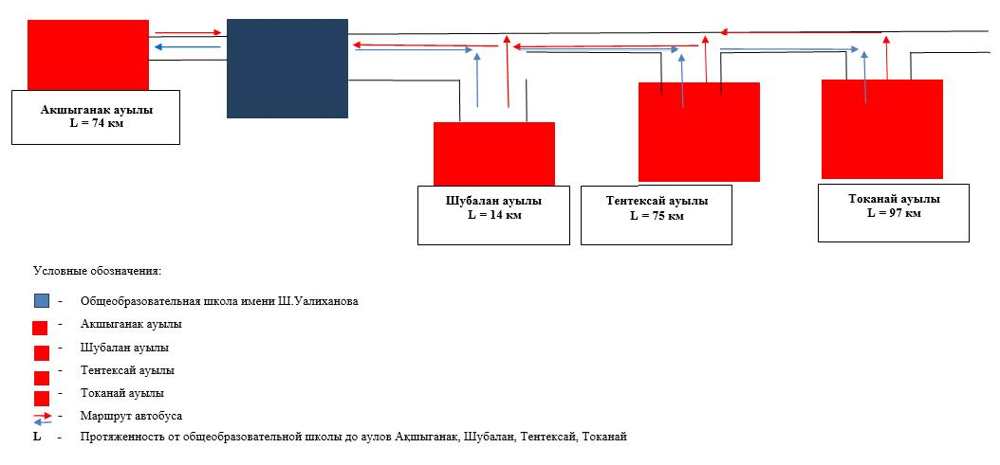 Акшыганак ауылы
L = 74 км
Шубалан ауылы
L = 14 км
Тентексай ауылы
L = 75 км
Токанай ауылы
L = 97 км
Условные обозначения:
- Общеобразовательная школа имени Ш.Уалиханова
- Акшыганак ауылы
- Шубалан ауылы
- Тентексай ауылы
- Токанай ауылы
- Маршрут автобуса
L - Протяженность от общеобразовательной школы до аулов Ақшыганак, Шубалан, Тентексай, Токанай